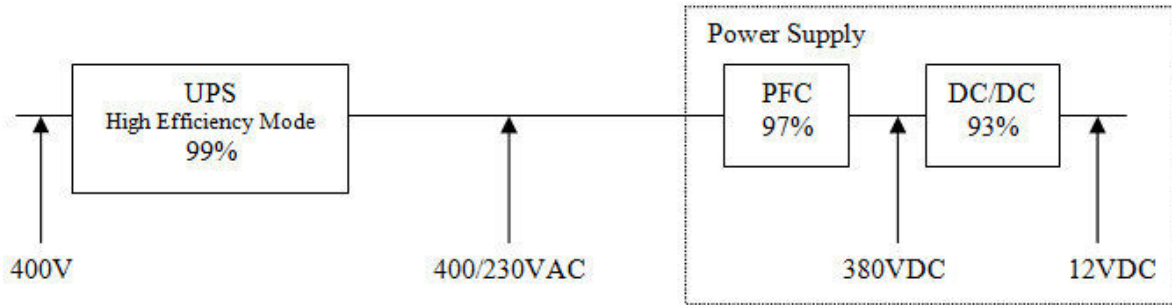 Power Supply
UPS
High Efficiency Mode
99%
PFC
97%
DC/DC
93%
400V
400/230VAC
380VDC
12VDC